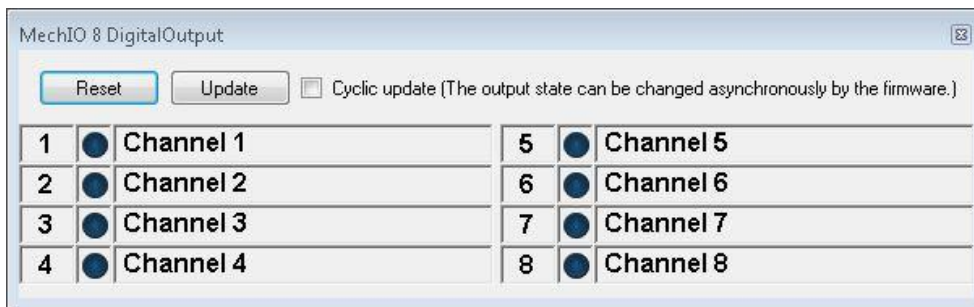 MechIO 8 DigitalOutput
Reset Update Cyclic update (The output state can be changed asynchronously by the firmware.)
1 Channel 1 5 Channel 5
2 Channel 2 6 Channel 6
3 Channel 3 7 Channel 7
4 Channel 4 8 Channel 8